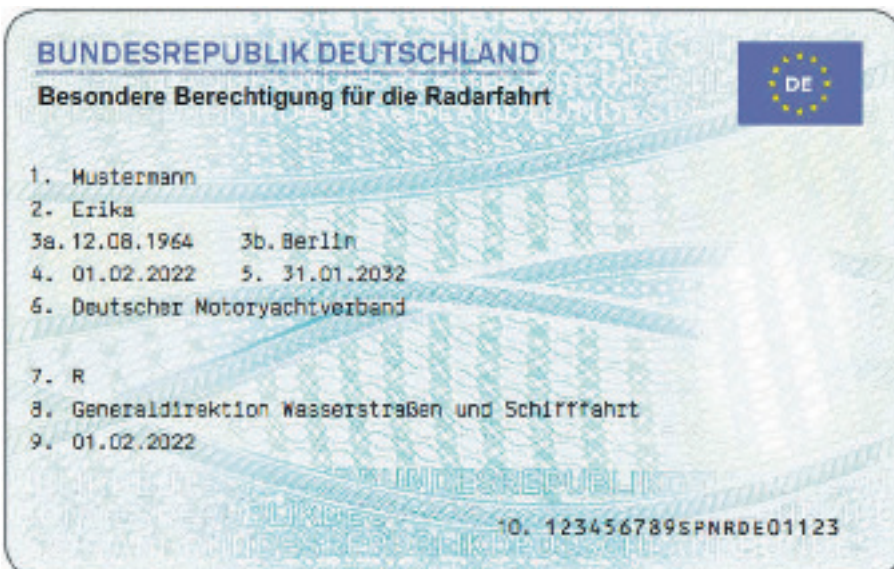 BUNDESREPUBLIK DEUTSCHLAND
DE
Besondere Berechtigung für die Radarfahrt
1. Mustermann
2. Erika
3a. 12.08.1964 3b. Berlin
4. 01.02.2022 5. 31.01.2032
6. Deutscher Motoryachtverband
7. R
8. Generaldirektion Wasserstraßen und Schifffahrt
9. 01.02.2022
BUNDESREPUBLIK
10. 123456789SPNRDE01123